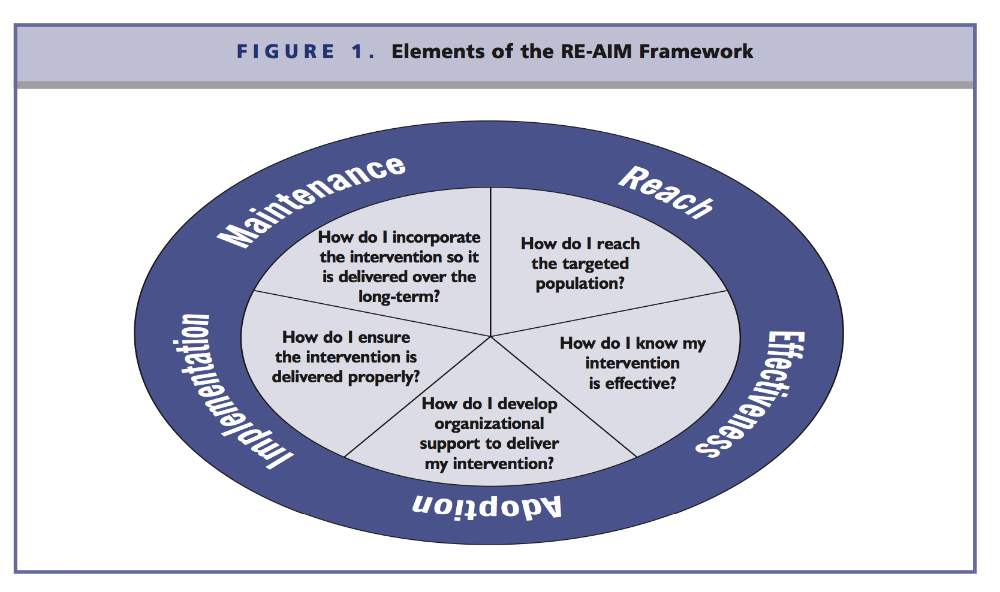 FIGURE 1. Elements of the RE-AIM Framework
Reach
How do I reach
the targeted
population?
Effectiveness
How do I know my
intervention
is effective?
Adoption
How do I develop
organizational
support to deliver
my intervention?
Implementation
How do I ensure
the intervention is
delivered properly?
Maintenance
How do I incorporate
the intervention so it
is delivered over the
long-term?